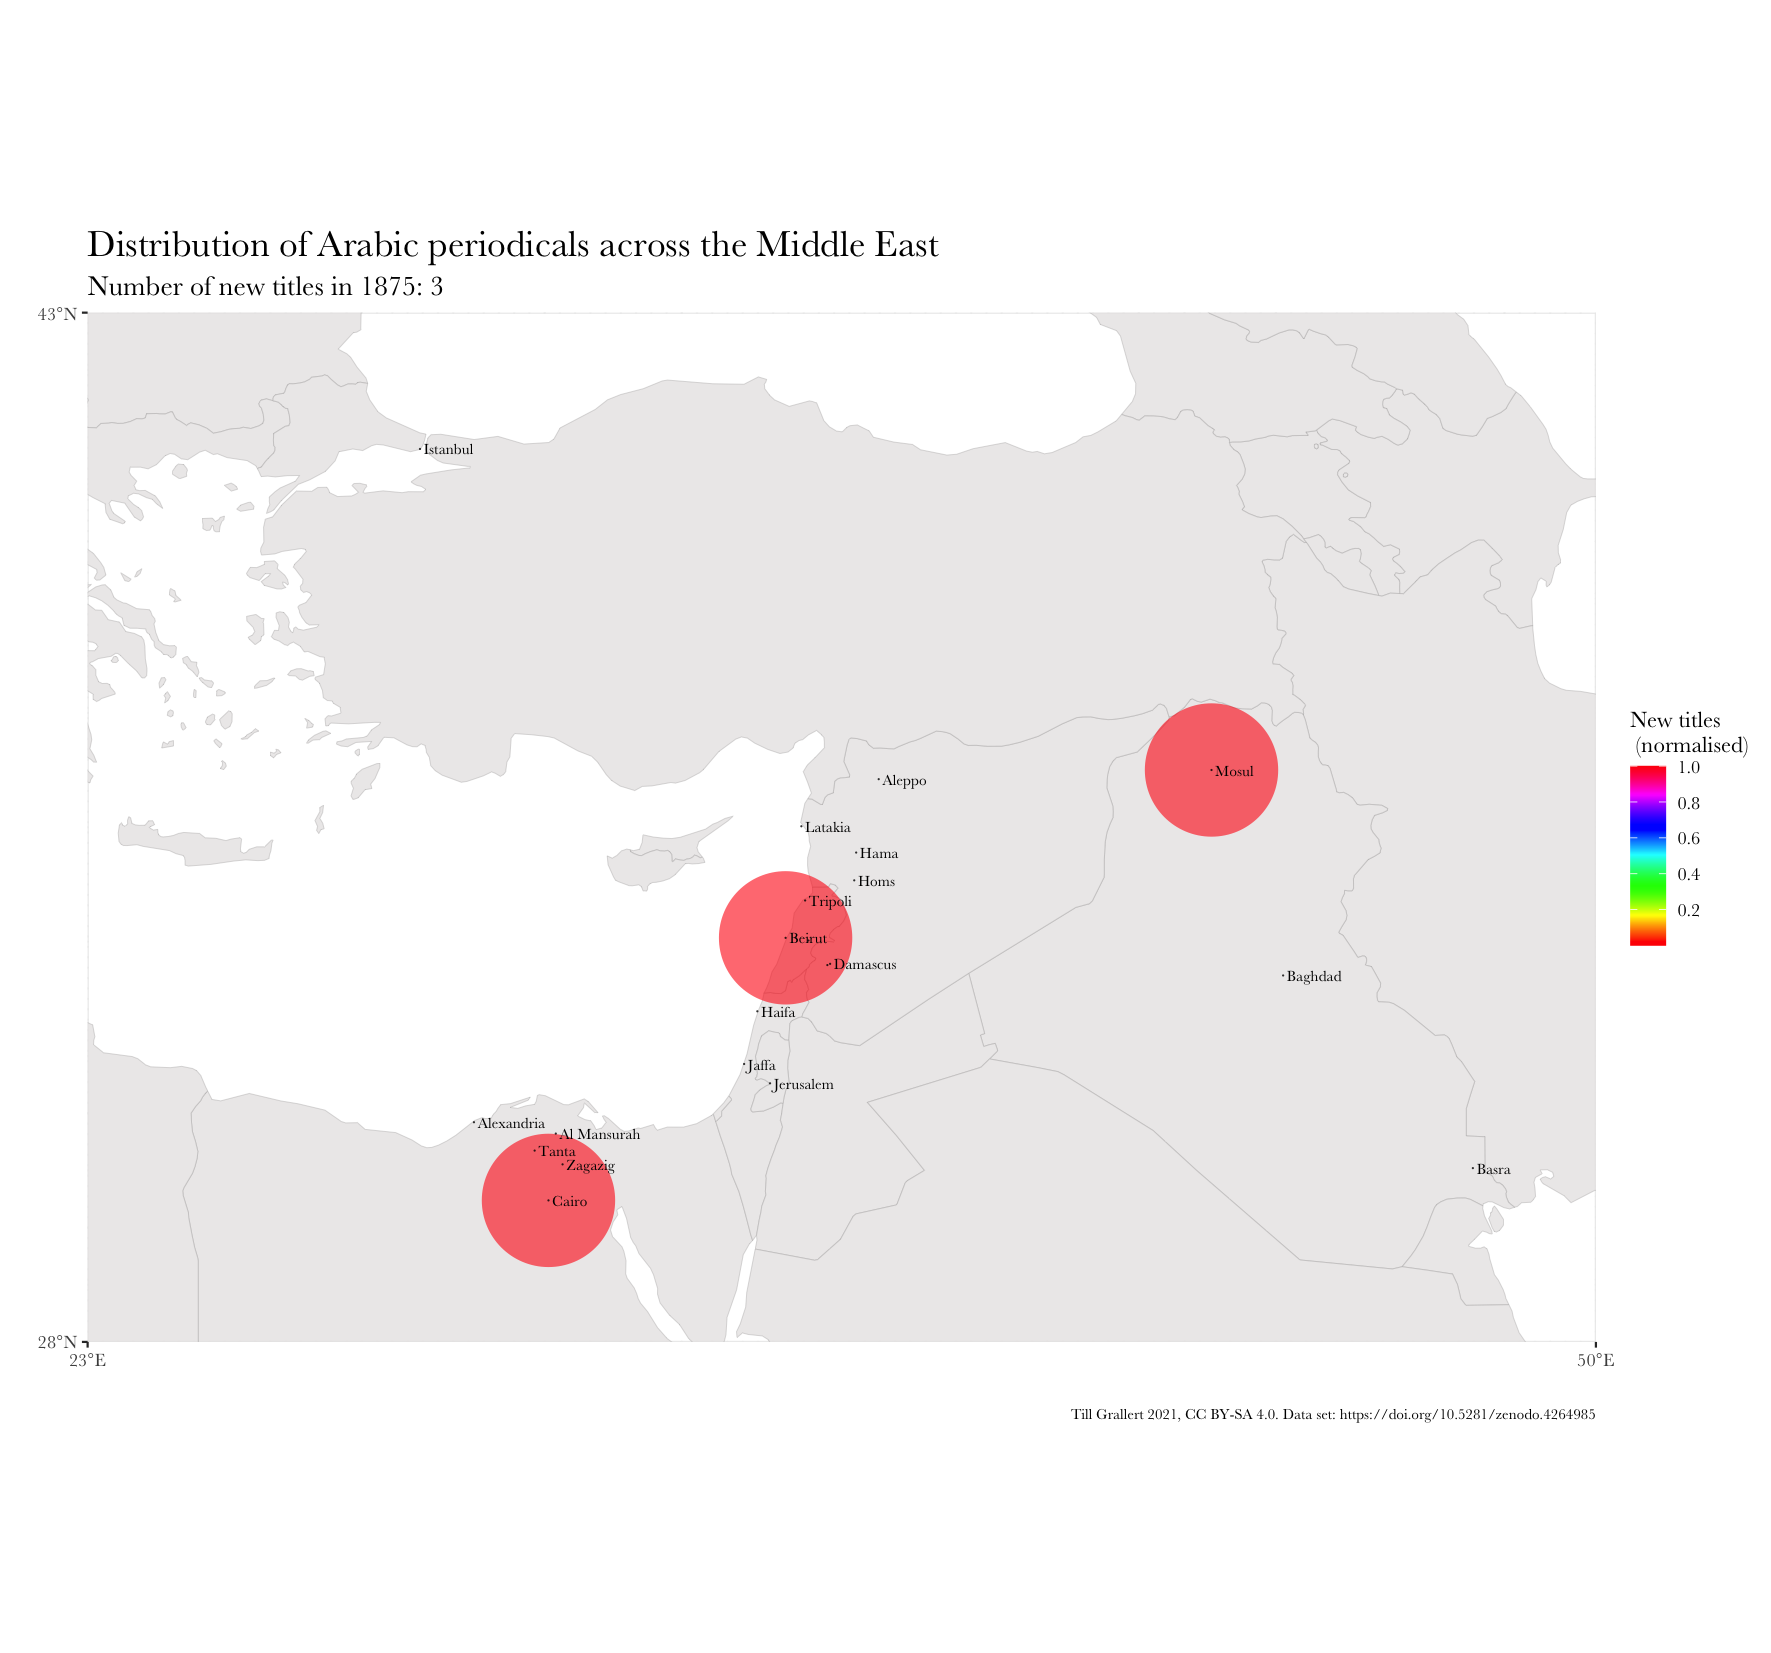 Distribution of Arabic periodicals across the Middle East
Number of new titles in 1875: 3
43°N
Istanbul
New titles
(normalised)
1.0
0.8
0.6
0.4
0.2
Mosul
Aleppo
Latakia
Hama
Homs
Tripoli
Beirut
Damascus
Baghdad
Haifa
Jaffa
Jerusalem
Alexandria
Al Mansurah
Tanta
Zagazig
Basra
Cairo
28°N
23°E
50°E
Till Grallert 2021, CC BY-SA 4.0. Data set: https://doi.org/10.5281/zenodo.4264985